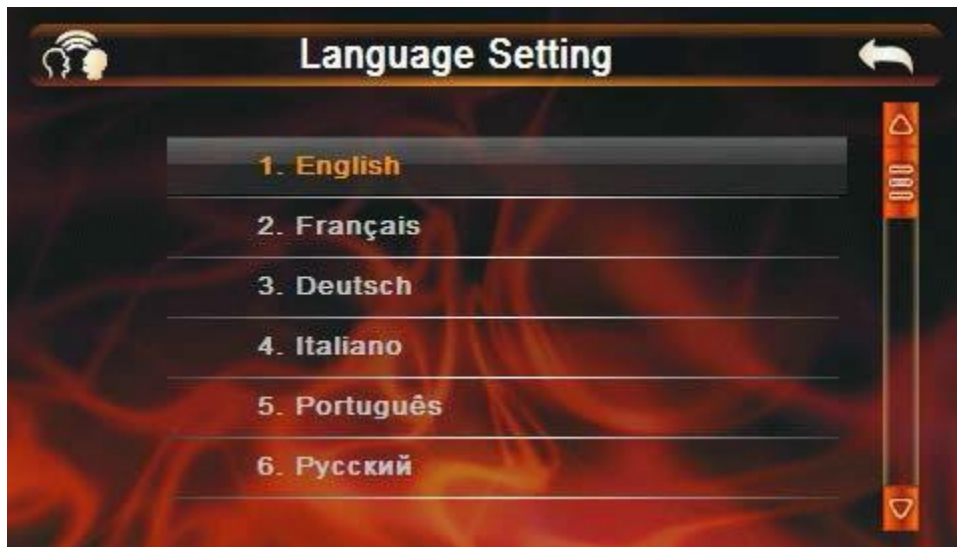 Language Setting
1. English
2. Français
3. Deutsch
4. Italiano
5. Português
6. Русский